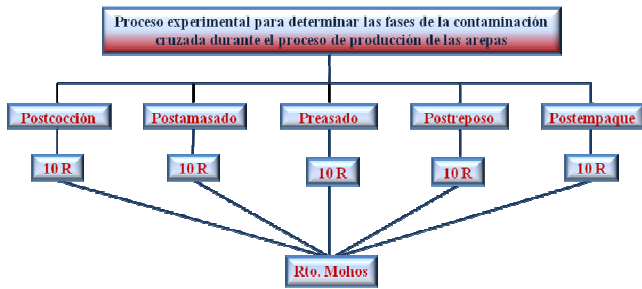 Proceso experimental para determinar las fases de la contaminación
cruzada durante el proceso de producción de las arepas
Postcocción Postamasado Preasado Postreposo Postempaque
10 R 10 R 10 R 10 R 10 R
Rto. Mohos